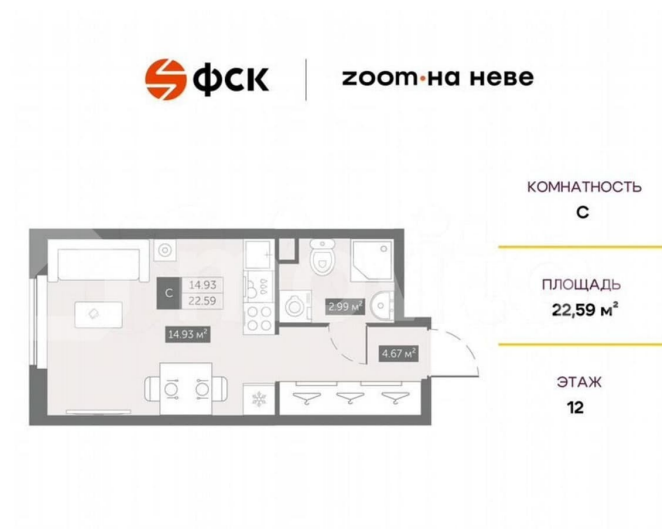 ФСК
zoom·на неве
КОМНАТНОСТЬ
С
ПЛОЩАДЬ
22,59 м²
ЭТАЖ
12
С
14.93
22.59
14.93 м²
2.99 м²
4.67 м²